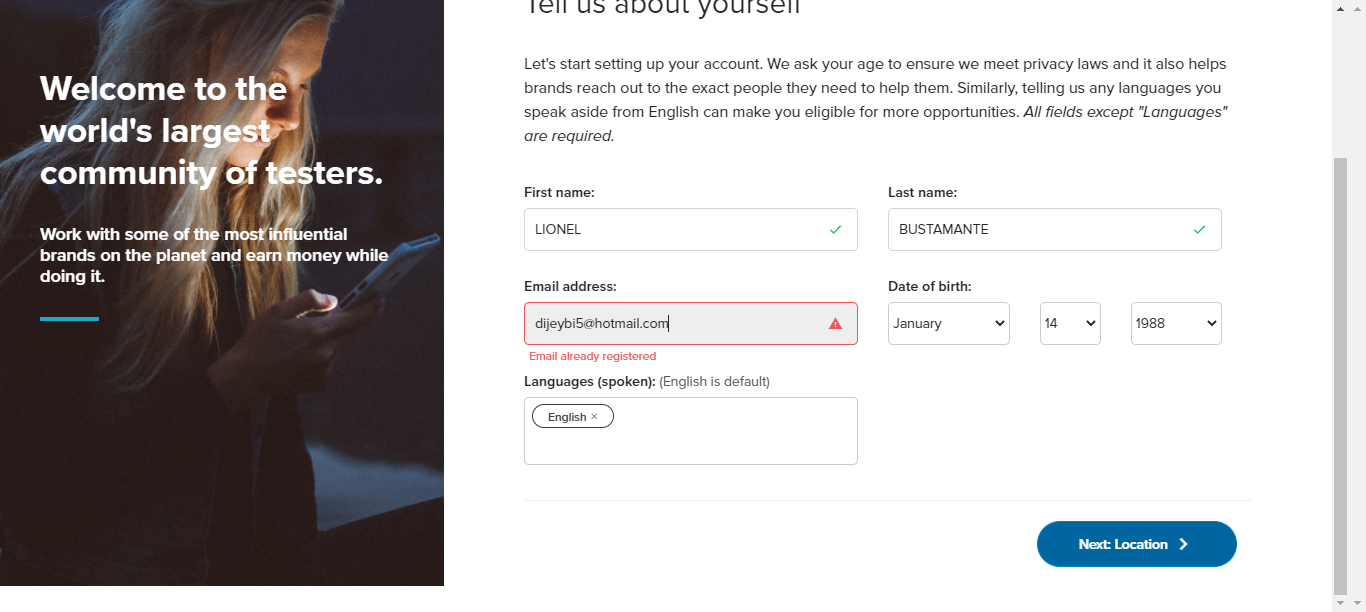 Tell us about yourself
Welcome to the
world's largest
community of testers.
Work with some of the most influential
brands on the planet and earn money while
doing it.
Let's start setting up your account. We ask your age to ensure we meet privacy laws and it also helps
brands reach out to the exact people they need to help them. Similarly, telling us any languages you
speak aside from English can make you eligible for more opportunities. All fields except "Languages"
are required.
First name:
Last name:
LIONEL
BUSTAMANTE
Email address:
Date of birth:
dijeybi5@hotmail.com
January
14
1988
Email already registered
Languages (spoken): (English is default)
English ×
Next: Location